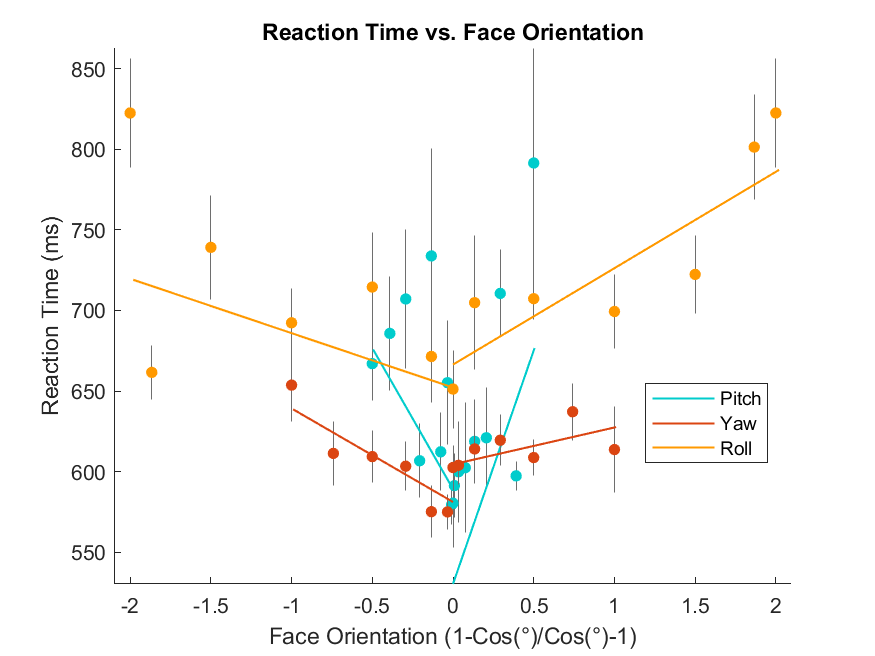 Reaction Time vs. Face Orientation
Reaction Time (ms)
850
800
750
700
650
600
550
Pitch
Yaw
Roll
-2 -1.5 -1 -0.5 0 0.5 1 1.5 2
Face Orientation (1-Cos(°)/Cos(°)-1)